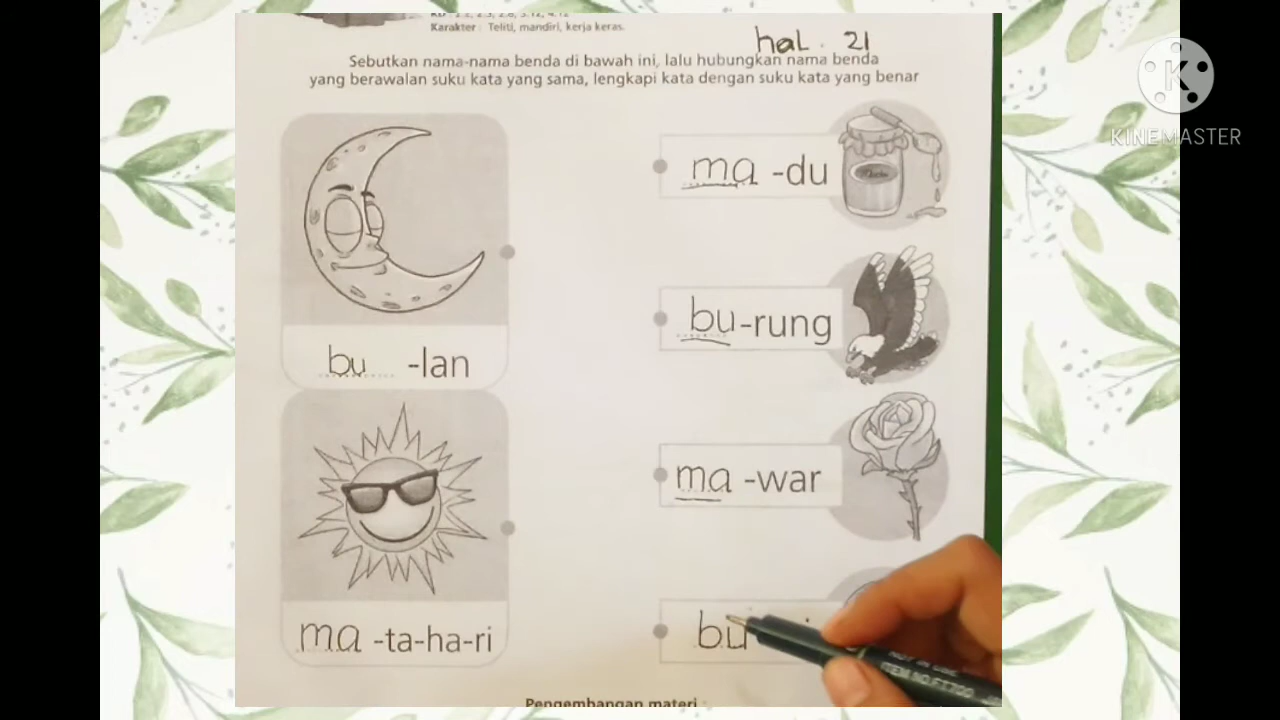 Karakter : Teliti, mandiri, kerja keras.
hal. 21
Sebutkan nama-nama benda di bawah ini, lalu hubungkan nama benda
yang berawalan suku kata yang sama, lengkapi kata dengan suku kata yang benar
KINEMASTER
ma -du
bu-rung
bu -lan
ma -war
ma -ta-ha-ri
bu
Pengembangan materi